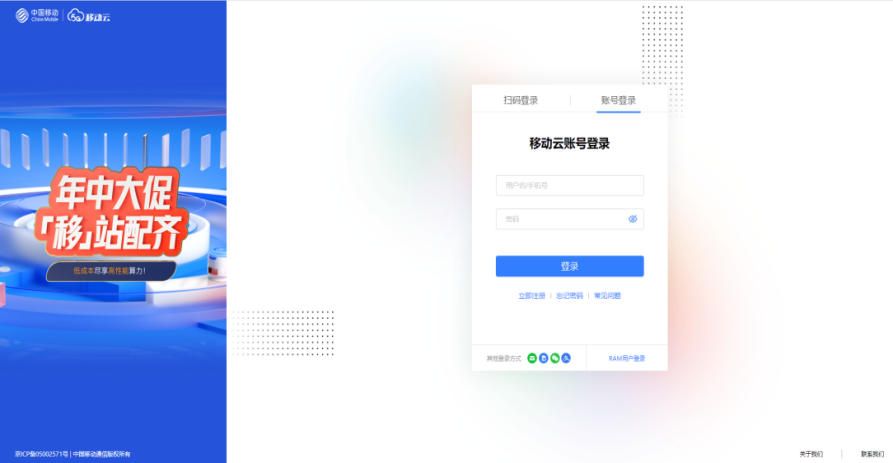 中国移动
China Mobile
5G 移动云
年中大促
「移」站配齐
低成本尽享高性能算力!
京ICP备05002571号 | 中国移动通信版权所有
扫码登录
账号登录
移动云账号登录
用户名/手机号
密码
登录
立即注册 | 忘记密码 | 常见问题
其他登录方式
RAM用户登录
关于我们
联系我们